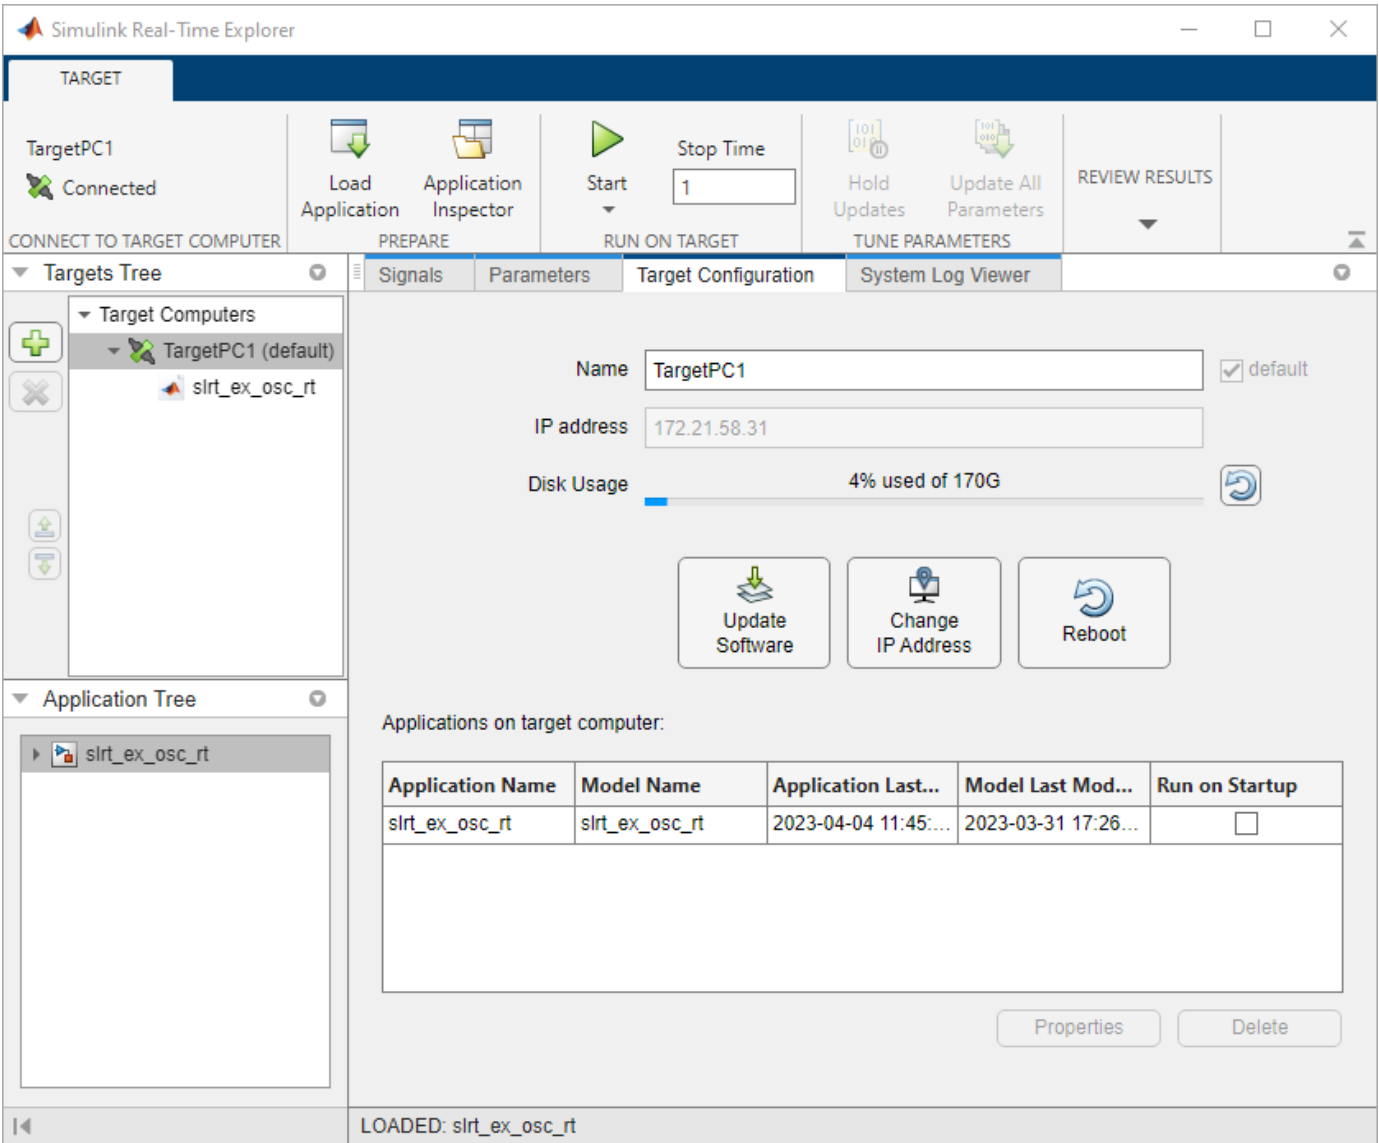 Simulink Real-Time Explorer
TARGET
TargetPC1
Connected
CONNECT TO TARGET COMPUTER
Load
Application
Application
Inspector
PREPARE
Start
Stop Time
1
RUN ON TARGET
Hold
Updates
Update All
Parameters
TUNE PARAMETERS
REVIEW RESULTS
Targets Tree
Target Computers
TargetPC1 (default)
slrt_ex_osc_rt
Application Tree
slrt_ex_osc_rt
Signals
Parameters
Target Configuration
System Log Viewer
Name TargetPC1 default
IP address 172.21.58.31
Disk Usage 4% used of 170G
Update
Software
Change
IP Address
Reboot
Applications on target computer:
Application Name Model Name Application Last... Model Last Mod... Run on Startup
slrt_ex_osc_rt slrt_ex_osc_rt 2023-04-04 11:45:... 2023-03-31 17:26...
Properties Delete
LOADED: slrt_ex_osc_rt